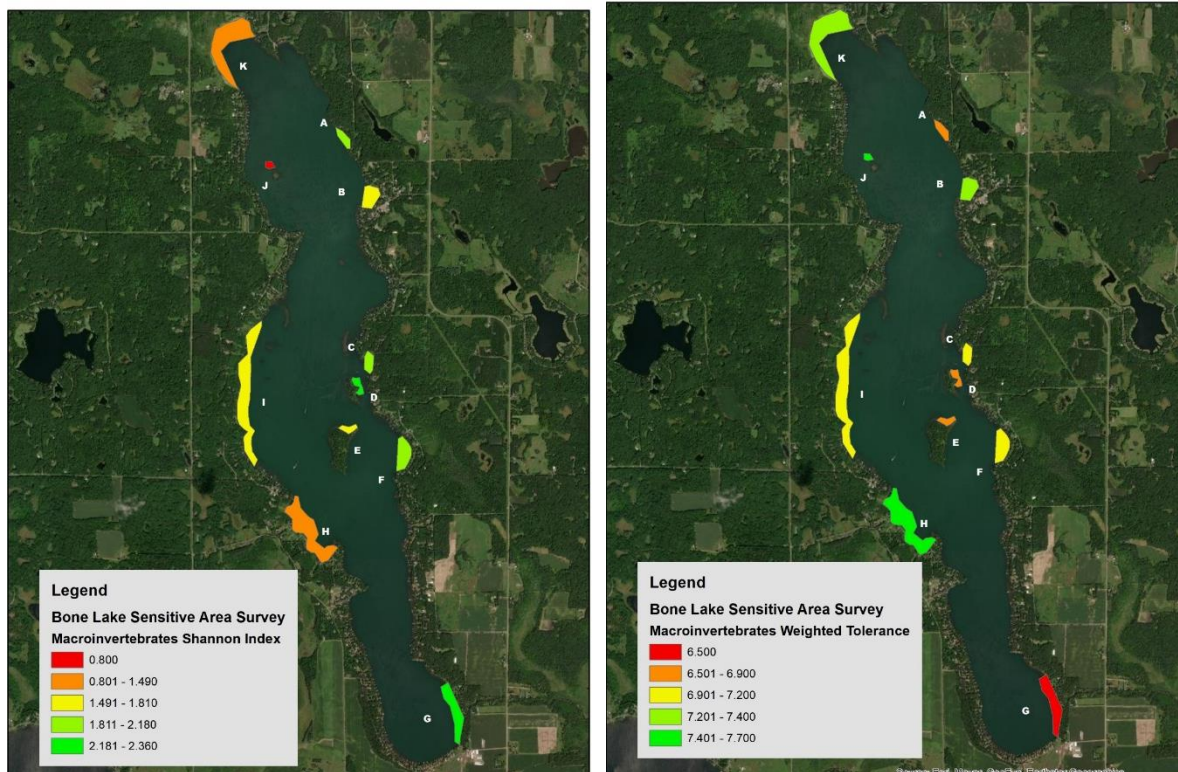 K
A
B
J
C
D
I
E
F
H
G
Legend
Bone Lake Sensitive Area Survey
Macroinvertebrates Shannon Index
0.800
0.801 - 1.490
1.491 - 1.810
1.811 - 2.180
2.181 - 2.360
K
A
B
J
C
D
I
E
F
H
G
Legend
Bone Lake Sensitive Area Survey
Macroinvertebrates Weighted Tolerance
6.500
6.501 - 6.900
6.901 - 7.200
7.201 - 7.400
7.401 - 7.700